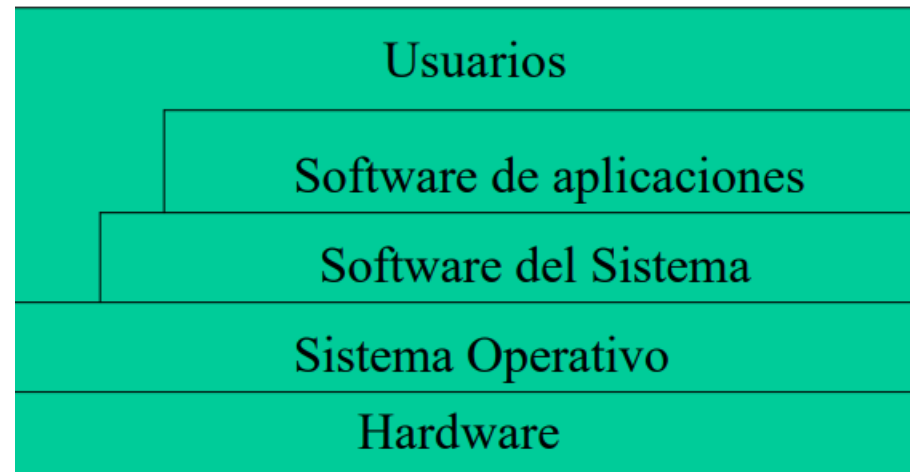 Usuarios
Software de aplicaciones
Software del Sistema
Sistema Operativo
Hardware